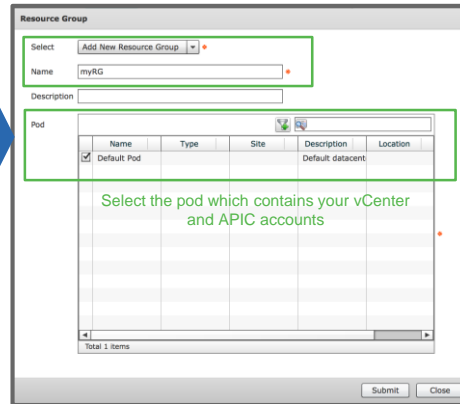 Resource Group
Select Add New Resource Group *
Name myRG *
Description
Pod
Name Type Site Description Location
Default Pod Default datacent
Select the pod which contains your vCenter
and APIC accounts
*
Total 1 items
Submit Close